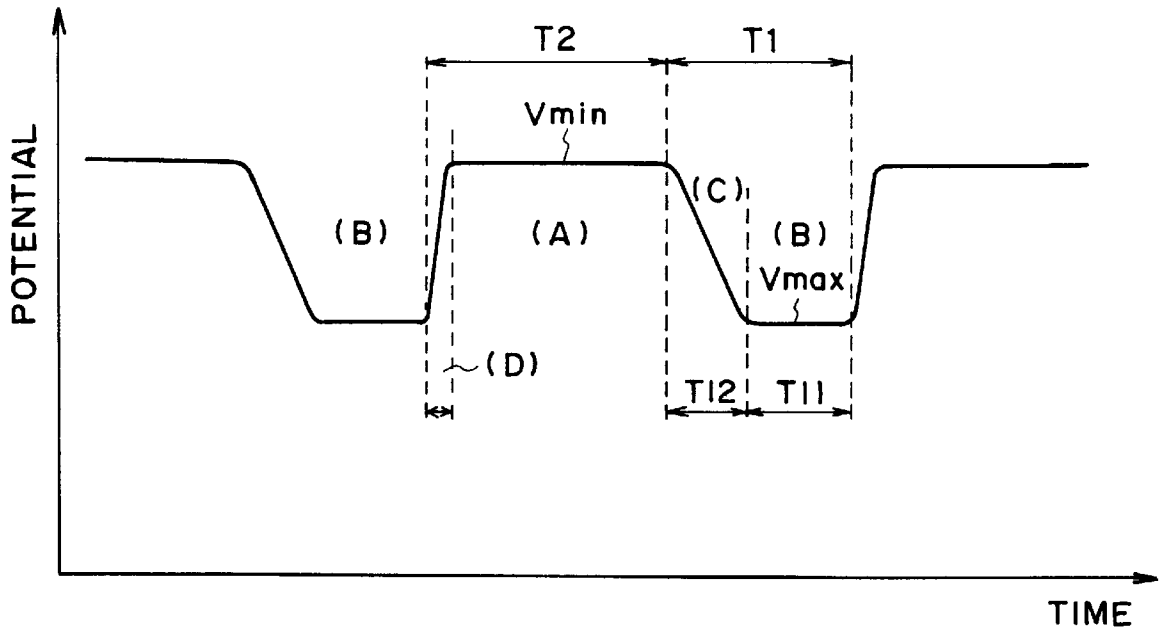 T2
T1
Vmin
(C)
(B)
(A)
(B)
Vmax
POTENTIAL
(D)
T12
T11
TIME